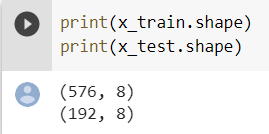 print(x_train.shape)
print(x_test.shape)
(576, 8)
(192, 8)